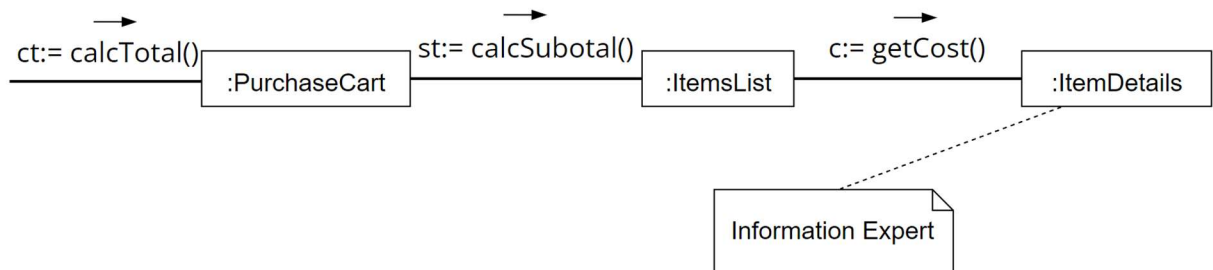 ct:= calcTotal()
:PurchaseCart
st:= calcSubotal()
:ItemsList
c:= getCost()
:ItemDetails
Information Expert